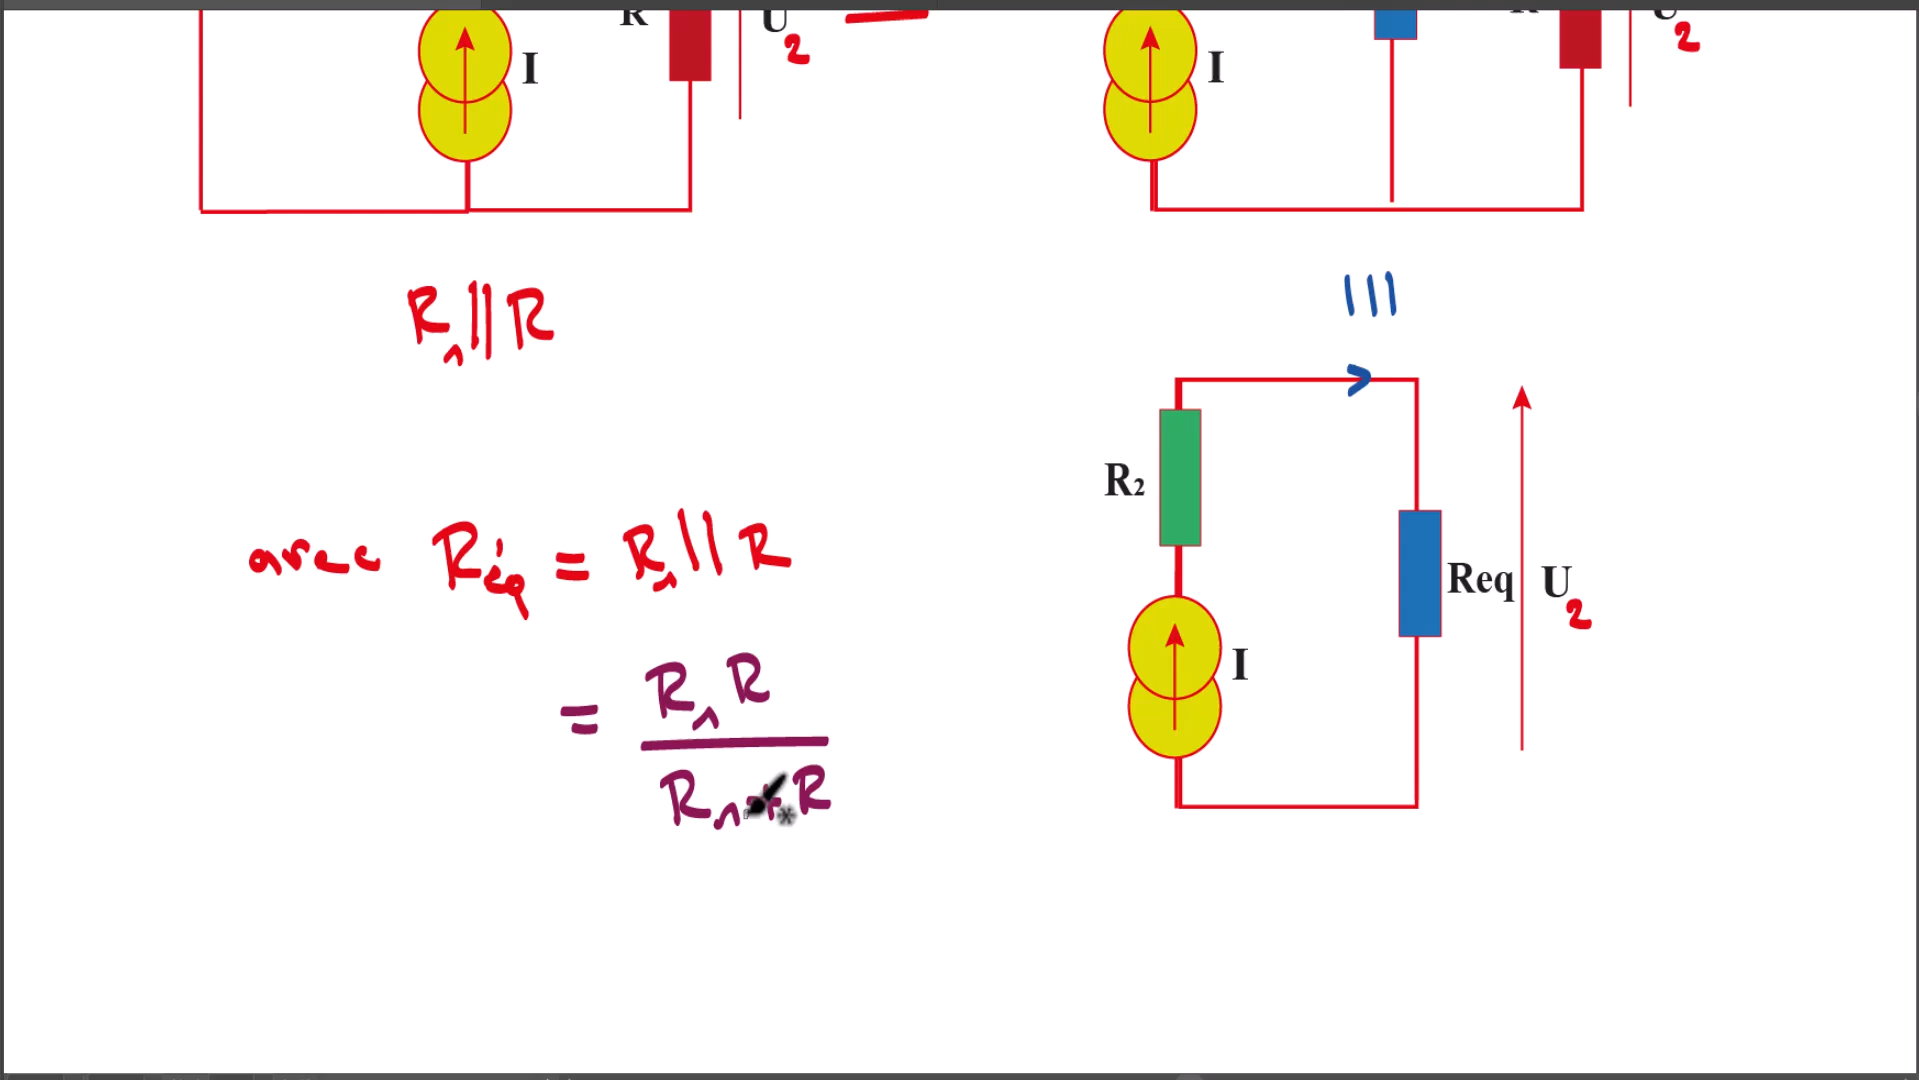 R U2
I
R U2
I
R1 || R
|||
R2
avec Réq = R1 || R
Req U2
I
= R1 R
R1 + R